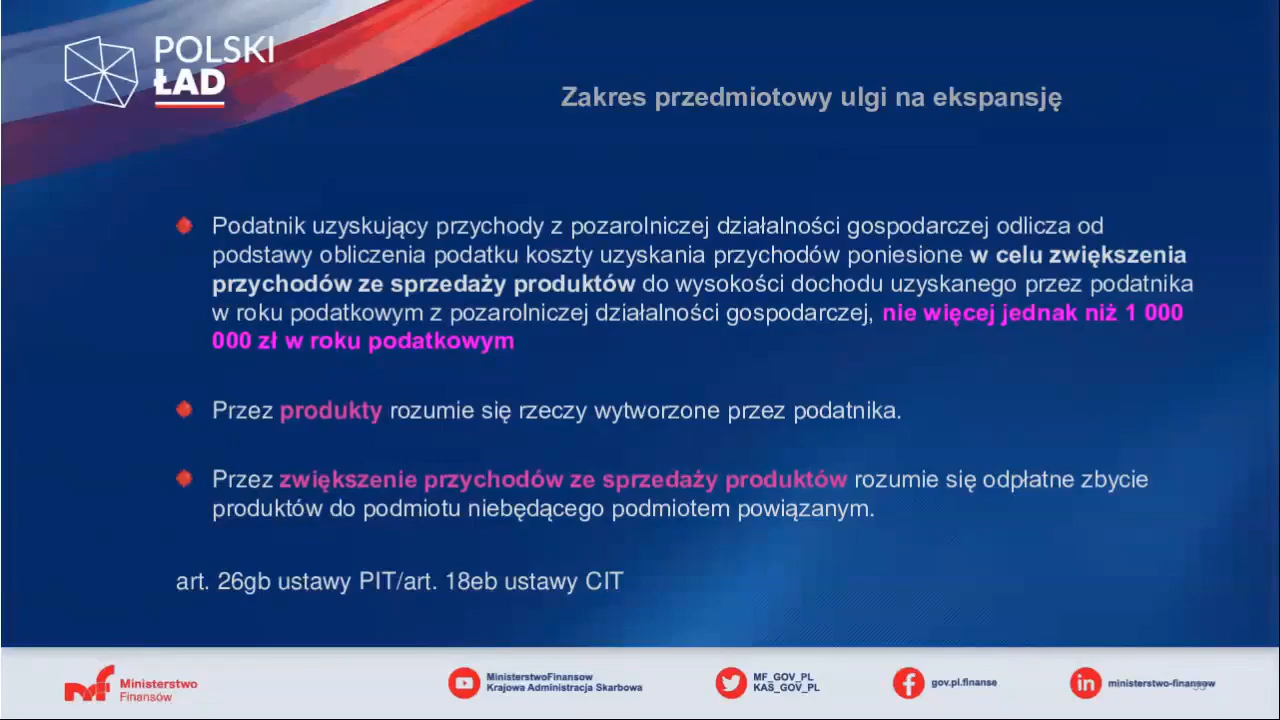 POLSKI
ŁAD
Zakres przedmiotowy ulgi na ekspansję
Podatnik uzyskujący przychody z pozarolniczej działalności gospodarczej odlicza od
podstawy obliczenia podatku koszty uzyskania przychodów poniesione w celu zwiększenia
przychodów ze sprzedaży produktów do wysokości dochodu uzyskanego przez podatnika
w roku podatkowym z pozarolniczej działalności gospodarczej, nie więcej jednak niż 1 000
000 zł w roku podatkowym
Przez produkty rozumie się rzeczy wytworzone przez podatnika.
Przez zwiększenie przychodów ze sprzedaży produktów rozumie się odpłatne zbycie
produktów do podmiotu niebędącego podmiotem powiązanym.
art. 26gb ustawy PIT/art. 18eb ustawy CIT
Ministerstwo
Finansów
MinisterstwoFinansow
Krajowa Administracja Skarbowa
MF_GOV_PL
KAS_GOV_PL
gov.pl.finanse
ministerstwo-finansow